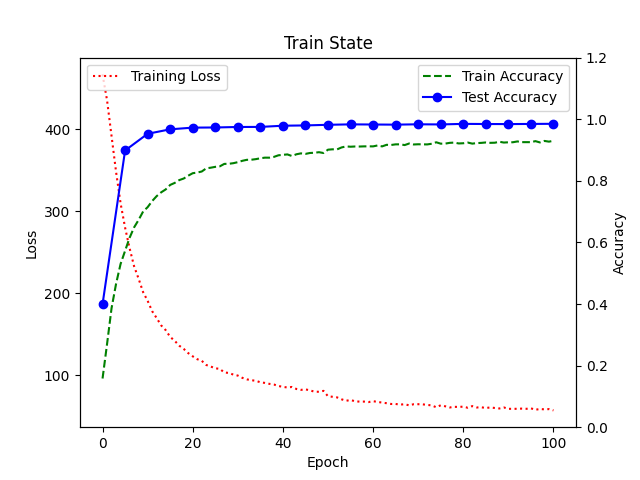 Train State
Training Loss
Train Accuracy
Test Accuracy
400
300
200
100
Loss
1.2
1.0
0.8
0.6
0.4
0.2
0.0
Accuracy
0 20 40 60 80 100
Epoch